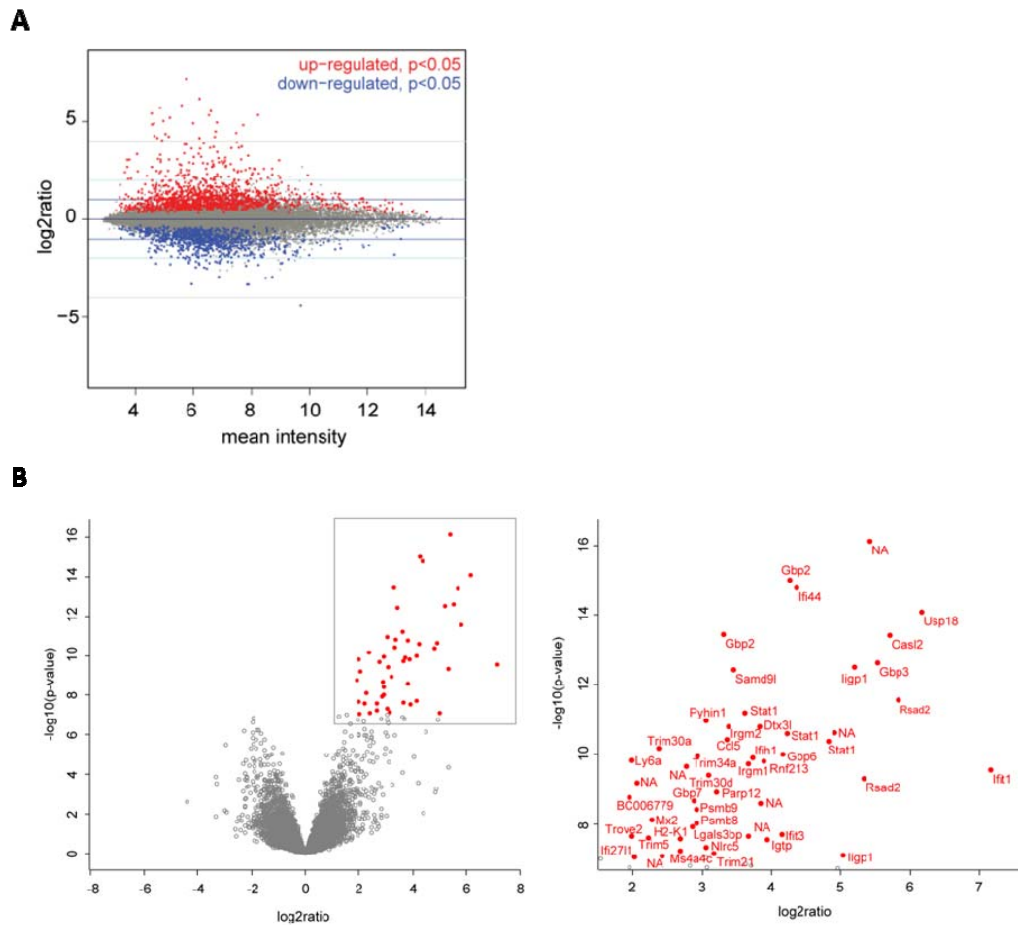 A
up-regulated, p<0.05
down-regulated, p<0.05
5
0
-5
log2ratio
4 6 8 10 12 14
mean intensity
B
16
14
12
10
8
6
4
2
0
-log10(p-value)
-8 -6 -4 -2 0 2 4 6 8
log2ratio
16
14
12
10
8
-log10(p-value)
NA
Gbp2
Ifi44
Usp18
Gbp2
Casl2
Iigp1
Gbp3
Samd9l
Rsad2
Pyhin1
Stat1
Irgm2
Dtx3l
Stat1
NA
Ccl5
Stat1
Trim30a
Ly6a
Trim34a
Ifih1
Gbp6
NA
Irgm1
Rnf213
Ifit1
NA
Trim30d
Rsad2
Gbp7
Parp12
BC006779
Psmb9
NA
Mx2
Psmb8
Trove2
H2-K1
Lgals3bp
NA
Ifit3
Trim5
Nlrc5
Igtp
Ifi27l1
NA
Ms4a4c
Trim21
Iigp1
2 3 4 5 6 7
log2ratio